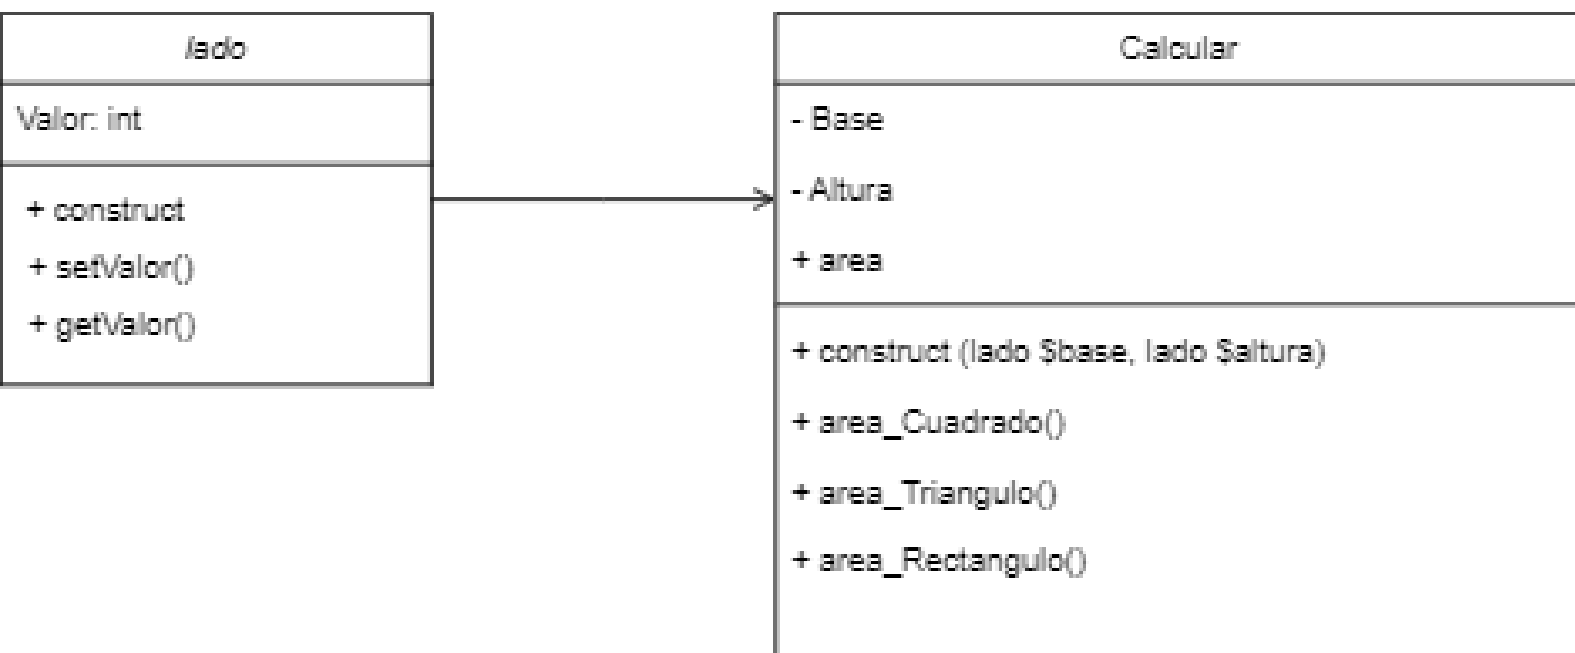 lado
Valor: int
+ construct
+ setValor()
+ getValor()
Calcular
- Base
- Altura
+ area
+ construct (lado $base, lado $altura)
+ area_Cuadrado()
+ area_Triangulo()
+ area_Rectangulo()